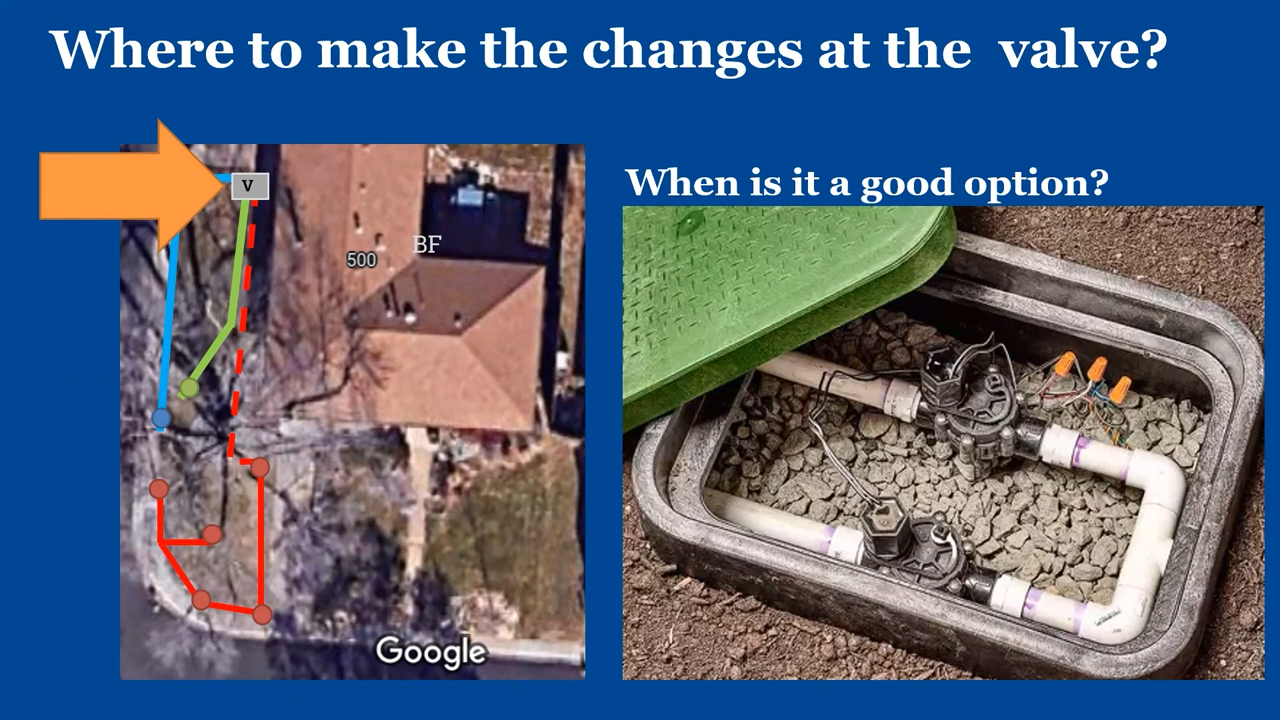 Where to make the changes at the  valve?
When is it a good option?
V
BF
500
Google